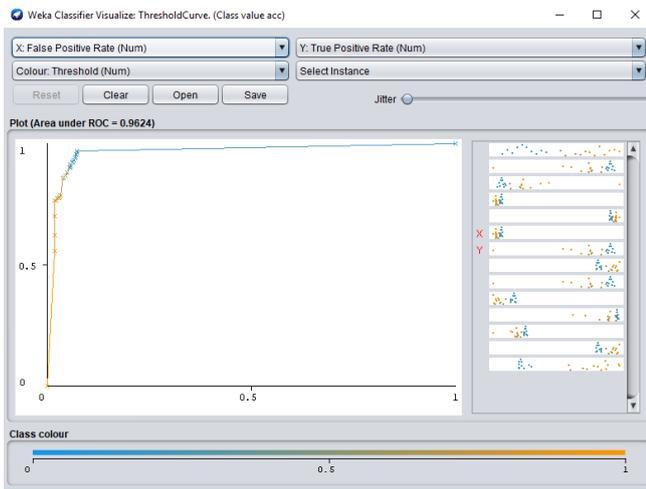 Weka Classifier Visualize: ThresholdCurve. (Class value acc)
X: False Positive Rate (Num) Y: True Positive Rate (Num)
Colour: Threshold (Num) Select Instance
Reset Clear Open Save Jitter
Plot (Area under ROC = 0.9624)
1
X
Y
0.5
0
0 0.5 1
Class colour
0 0.5 1